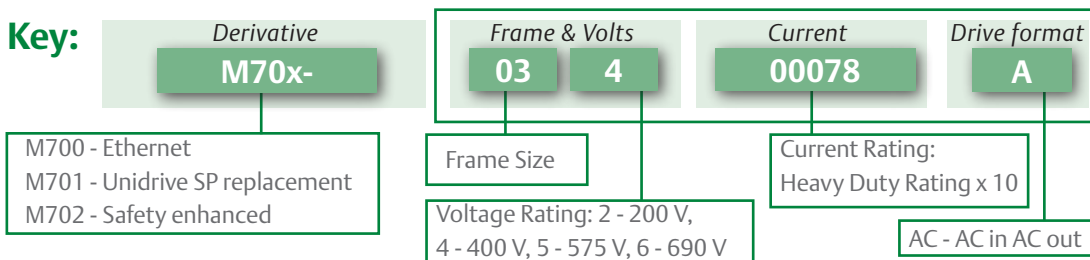 Key:
Derivative
Frame & Volts
Current
Drive format
M70x-
03
4
00078
A
M700 - Ethernet
M701 - Unidrive SP replacement
M702 - Safety enhanced
Frame Size
Voltage Rating: 2 - 200 V,
4 - 400 V, 5 - 575 V, 6 - 690 V
Current Rating:
Heavy Duty Rating x 10
AC - AC in AC out